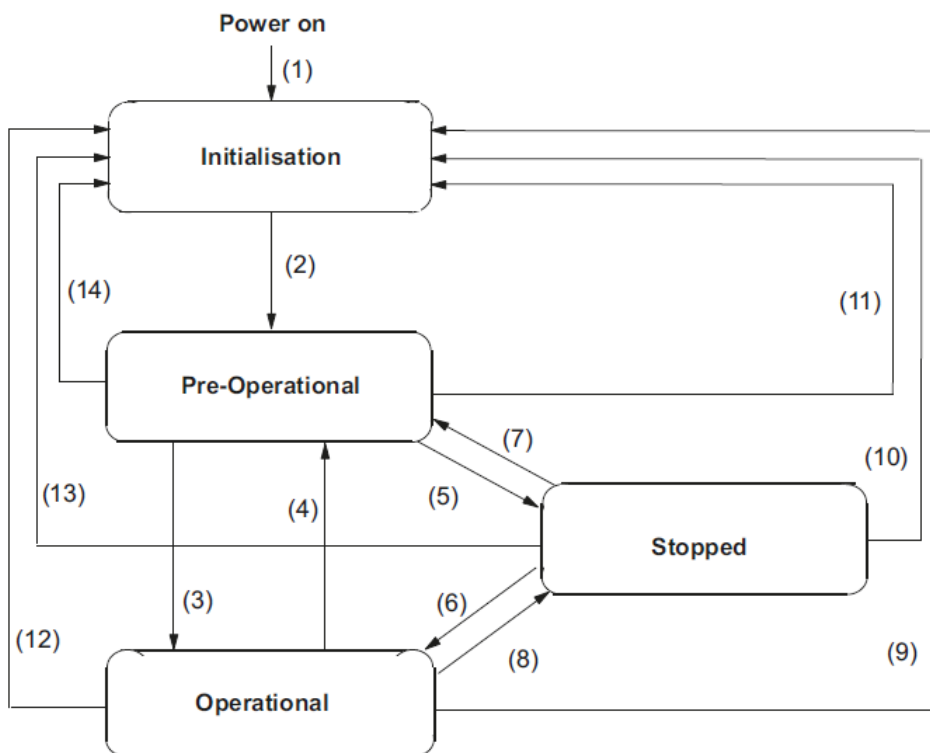 Power on
(1)
Initialisation
(2)
(14)
(11)
Pre-Operational
(7)
(10)
(13)
(4)
(5)
Stopped
(3)
(6)
(12)
(8)
(9)
Operational